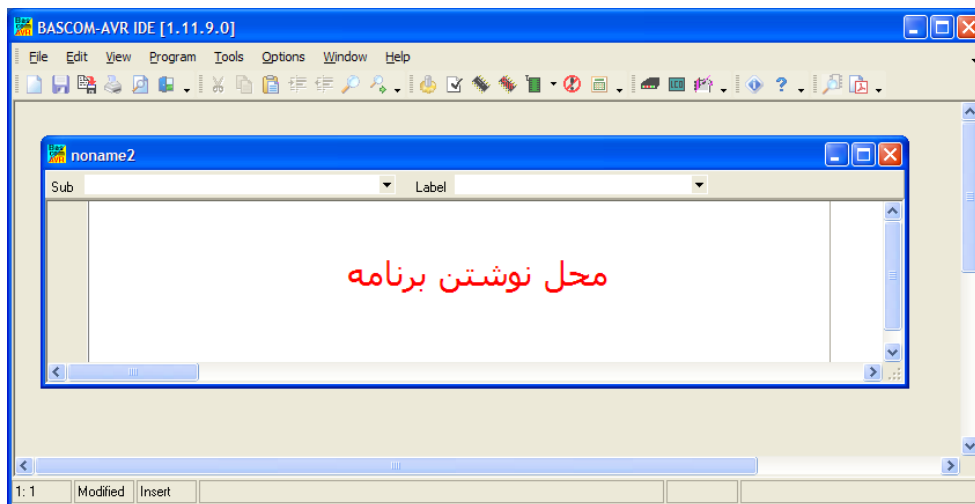 BASCOM-AVR IDE [1.11.9.0]
File Edit View Program Tools Options Window Help
noname2
Sub Label
محل نوشتن برنامه
1: 1 Modified Insert